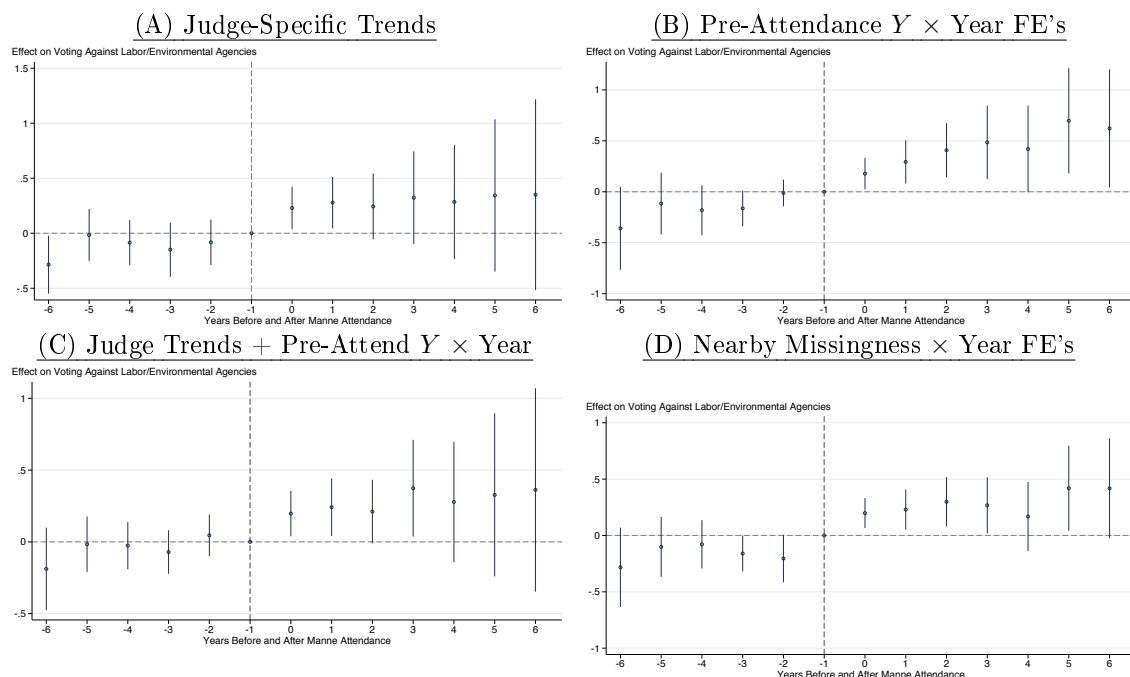 (A) Judge-Specific Trends
Effect on Voting Against Labor/Environmental Agencies
1.5
1
.5
0
-.5
-6 -5 -4 -3 -2 -1 0 1 2 3 4 5 6
Years Before and After Manne Attendance
(B) Pre-Attendance Y × Year FE's
Effect on Voting Against Labor/Environmental Agencies
1
.5
0
-.5
-1
-6 -5 -4 -3 -2 -1 0 1 2 3 4 5 6
Years Before and After Manne Attendance
(C) Judge Trends + Pre-Attend Y × Year
Effect on Voting Against Labor/Environmental Agencies
1
.5
0
-.5
-6 -5 -4 -3 -2 -1 0 1 2 3 4 5 6
Years Before and After Manne Attendance
(D) Nearby Missingness × Year FE's
Effect on Voting Against Labor/Environmental Agencies
1
.5
0
-.5
-1
-6 -5 -4 -3 -2 -1 0 1 2 3 4 5 6
Years Before and After Manne Attendance